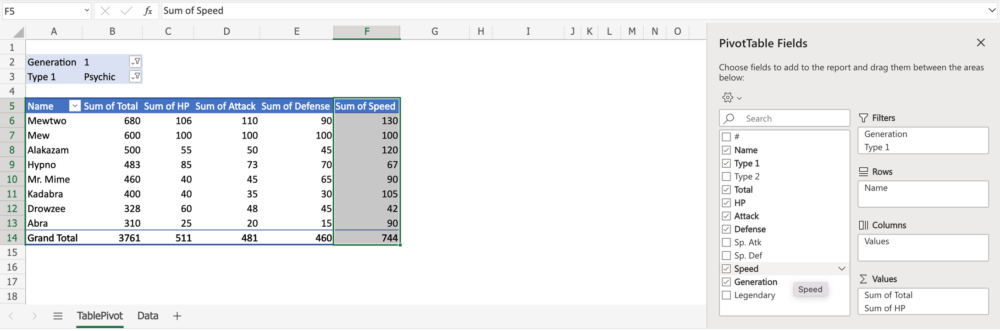 F5 fx Sum of Speed
A B C D E F G H I J K L M N O
1
2 Generation 1
3 Type 1 Psychic
4
5 Name Sum of Total Sum of HP Sum of Attack Sum of Defense Sum of Speed
6 Mewtwo 680 106 110 90 130
7 Mew 600 100 100 100 100
8 Alakazam 500 55 50 45 120
9 Hypno 483 85 73 70 67
10 Mr. Mime 460 40 45 65 90
11 Kadabra 400 40 35 30 105
12 Drowzee 328 60 48 45 42
13 Abra 310 25 20 15 90
14 Grand Total 3761 511 481 460 744
15
16
17
18
TablePivot Data
PivotTable Fields
Choose fields to add to the report and drag them between the areas
below:
Search
#
Name
Type 1
Type 2
Total
HP
Attack
Defense
Sp. Atk
Sp. Def
Speed
Generation
Speed
Legendary
Filters
Generation
Type 1
Rows
Name
Columns
Values
Σ Values
Sum of Total
Sum of HP